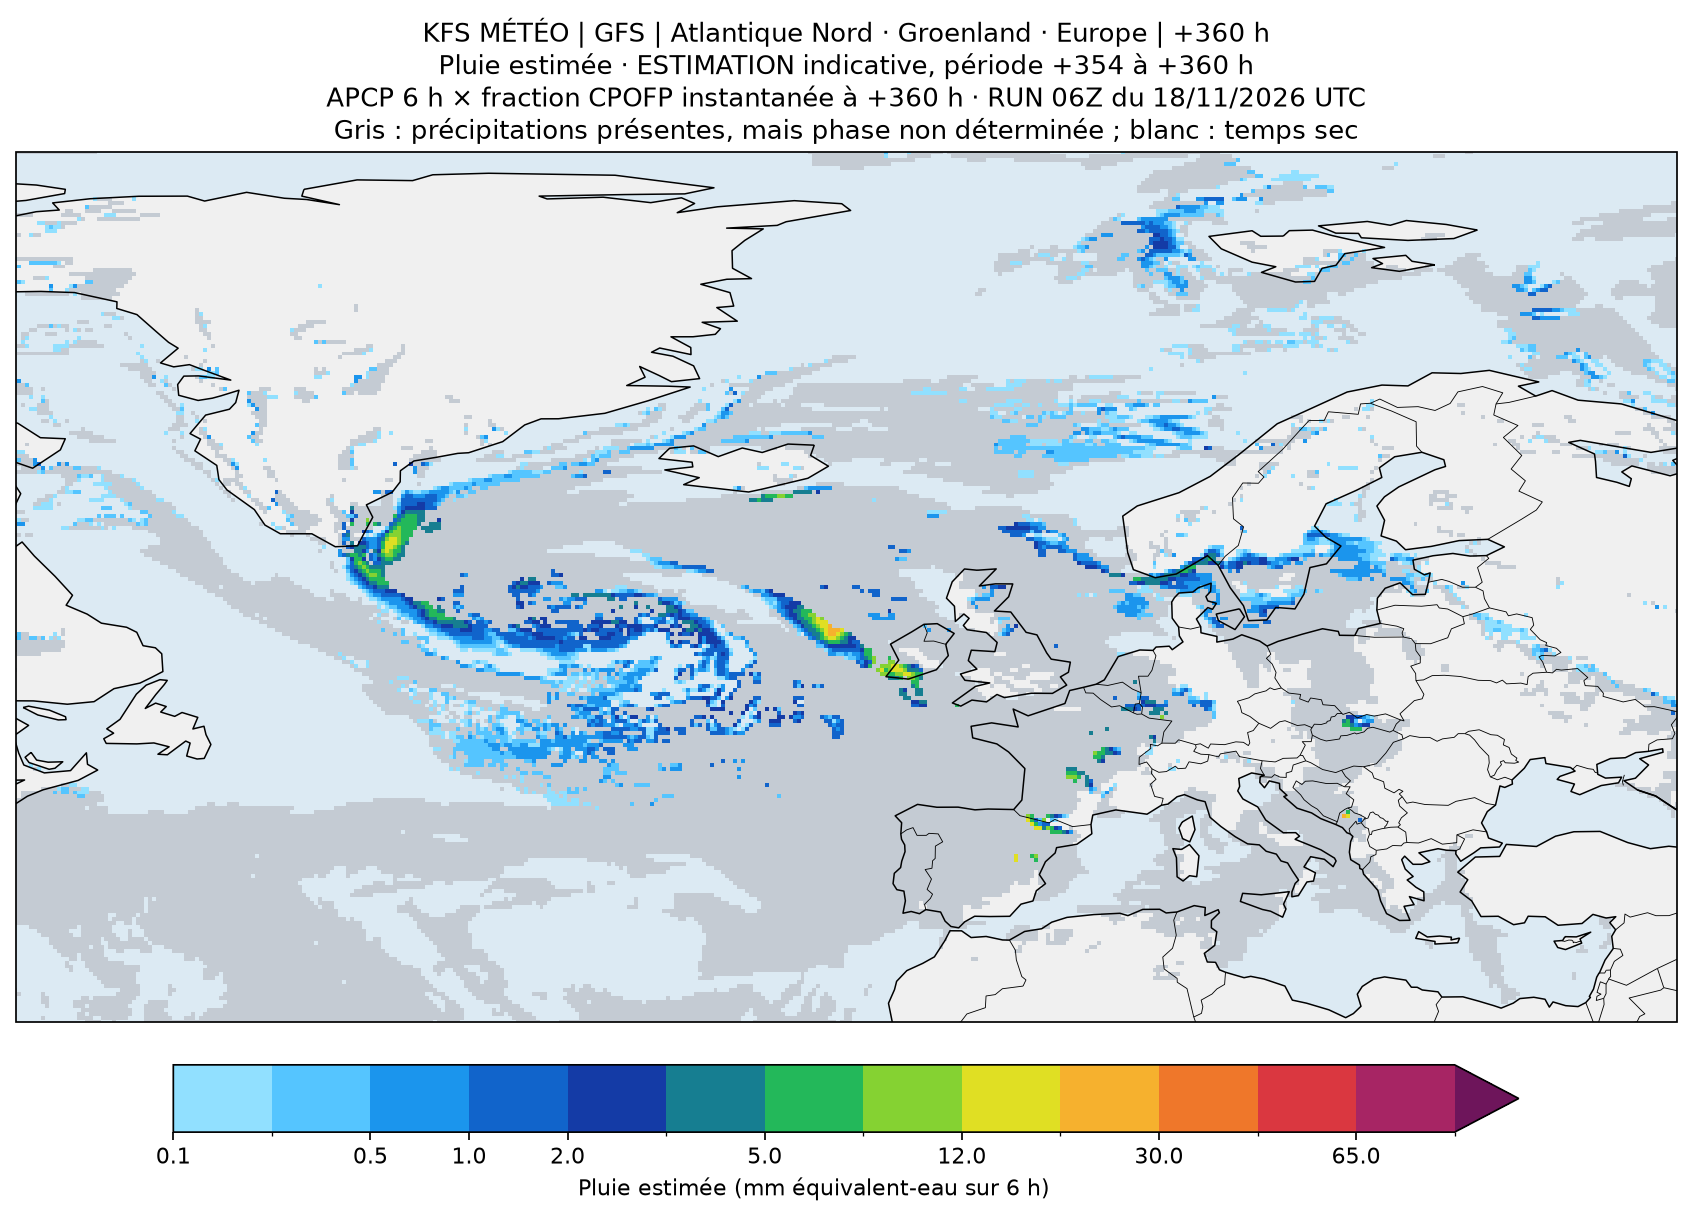 KFS MÉTÉO | GFS | Atlantique Nord · Groenland · Europe | +360 h
Pluie estimée · ESTIMATION indicative, période +354 à +360 h
APCP 6 h × fraction CPOFP instantanée à +360 h · RUN 06Z du 18/11/2026 UTC
Gris : précipitations présentes, mais phase non déterminée ; blanc : temps sec
0.1 0.5 1.0 2.0 5.0 12.0 30.0 65.0
Pluie estimée (mm équivalent-eau sur 6 h)